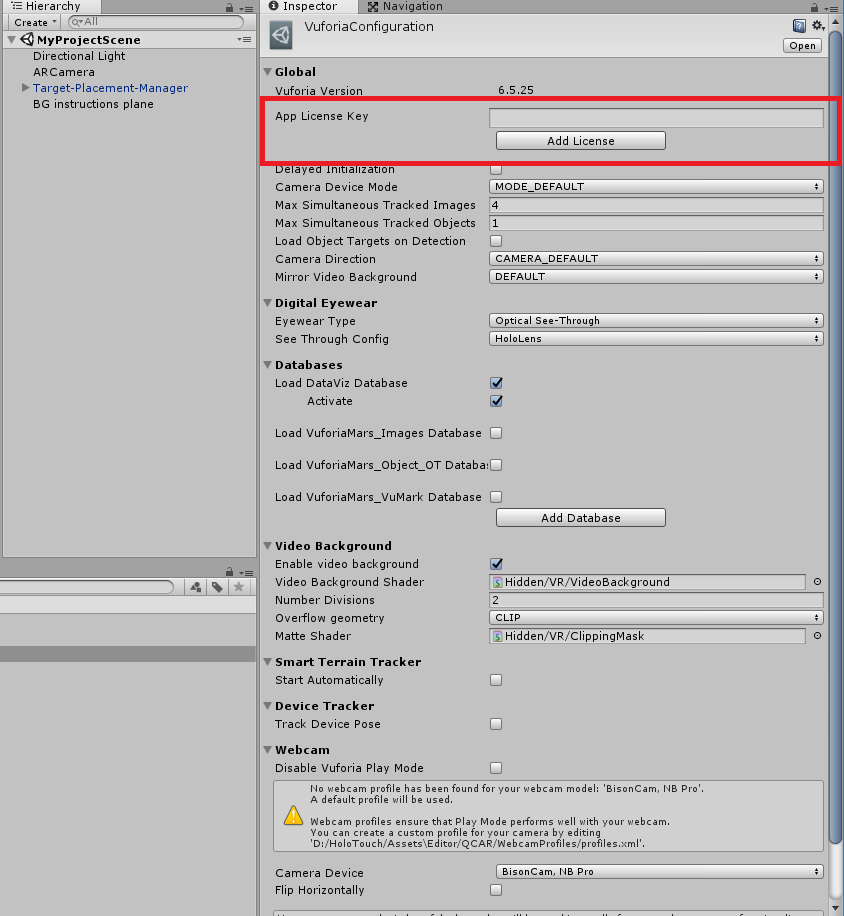 Hierarchy
Create
All
MyProjectScene
Directional Light
ARCamera
Target-Placement-Manager
BG instructions plane
Inspector
Navigation
VuforiaConfiguration
Open
Global
Vuforia Version 6.5.25
App License Key
Add License
Delayed Initialization
Camera Device Mode MODE_DEFAULT
Max Simultaneous Tracked Images 4
Max Simultaneous Tracked Objects 1
Load Object Targets on Detection
Camera Direction CAMERA_DEFAULT
Mirror Video Background DEFAULT
Digital Eyewear
Eyewear Type Optical See-Through
See Through Config HoloLens
Databases
Load DataViz Database
Activate
Load VuforiaMars_Images Database
Load VuforiaMars_Object_OT Databas
Load VuforiaMars_VuMark Database
Add Database
Video Background
Enable video background
Video Background Shader Hidden/VR/VideoBackground
Number Divisions 2
Overflow geometry CLIP
Matte Shader Hidden/VR/ClippingMask
Smart Terrain Tracker
Start Automatically
Device Tracker
Track Device Pose
Webcam
Disable Vuforia Play Mode
No webcam profile has been found for your webcam model: 'BisonCam, NB Pro'.
A default profile will be used.
Webcam profiles ensure that Play Mode performs well with your webcam.
You can create a custom profile for your camera by editing
'D:/HoloTouch/Assets\Editor/QCAR/WebcamProfiles/profiles.xml'.
Camera Device BisonCam, NB Pro
Flip Horizontally